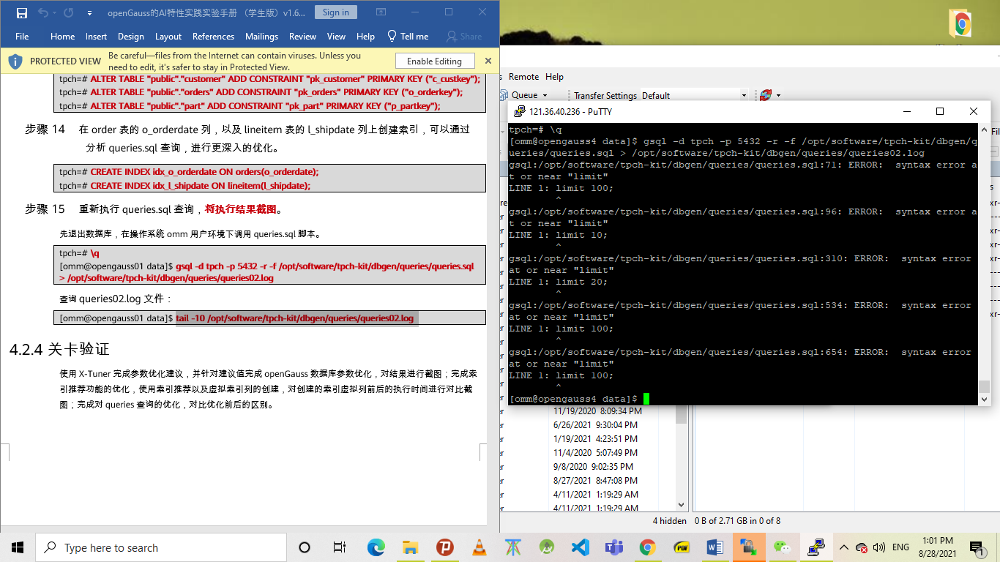 openGauss的AI特性实践实验手册 （学生版）v1.6...
Sign in
File Home Insert Design Layout References Mailings Review View Help Tell me Share
PROTECTED VIEW
Be careful—files from the Internet can contain viruses. Unless you
need to edit, it's safer to stay in Protected View.
Enable Editing
tpch=# ALTER TABLE "public"."customer" ADD CONSTRAINT "pk_customer" PRIMARY KEY ("c_custkey");
tpch=# ALTER TABLE "public"."orders" ADD CONSTRAINT "pk_orders" PRIMARY KEY ("o_orderkey");
tpch=# ALTER TABLE "public"."part" ADD CONSTRAINT "pk_part" PRIMARY KEY ("p_partkey");
步骤 14 在 order 表的 o_orderdate 列，以及 lineitem 表的 l_shipdate 列上创建索引，可以通过
分析 queries.sql 查询，进行更深入的优化。
tpch=# CREATE INDEX idx_o_orderdate ON orders(o_orderdate);
tpch=# CREATE INDEX idx_l_shipdate ON lineitem(l_shipdate);
步骤 15 重新执行 queries.sql 查询，将执行结果截图。
先退出数据库，在操作系统 omm 用户环境下调用 queries.sql 脚本。
tpch=# \q
[omm@opengauss01 data]$ gsql -d tpch -p 5432 -r -f /opt/software/tpch-kit/dbgen/queries/queries.sql
> /opt/software/tpch-kit/dbgen/queries/queries02.log
查询 queries02.log 文件：
[omm@opengauss01 data]$ tail -10 /opt/software/tpch-kit/dbgen/queries/queries02.log
4.2.4 关卡验证
使用 X-Tuner 完成参数优化建议，并针对建议值完成 openGauss 数据库参数优化，对结果进行截图；完成索
引推荐功能的优化，使用索引推荐以及虚拟索引列的创建，对创建的索引虚拟列前后的执行时间进行对比截
图；完成对 queries 查询的优化，对比优化前后的区别。
Remote Help
Queue
Transfer Settings Default
121.36.40.236 - PuTTY
tpch=# \q
[omm@opengauss4 data]$ gsql -d tpch -p 5432 -r -f /opt/software/tpch-kit/dbgen/q
ueries/queries.sql > /opt/software/tpch-kit/dbgen/queries/queries02.log
gsql:/opt/software/tpch-kit/dbgen/queries/queries.sql:71: ERROR:  syntax error a
t or near "limit"
LINE 1: limit 100;
^
gsql:/opt/software/tpch-kit/dbgen/queries/queries.sql:96: ERROR:  syntax error a
t or near "limit"
LINE 1: limit 10;
^
gsql:/opt/software/tpch-kit/dbgen/queries/queries.sql:310: ERROR:  syntax error
at or near "limit"
LINE 1: limit 20;
^
gsql:/opt/software/tpch-kit/dbgen/queries/queries.sql:534: ERROR:  syntax error
at or near "limit"
LINE 1: limit 100;
^
gsql:/opt/software/tpch-kit/dbgen/queries/queries.sql:654: ERROR:  syntax error
at or near "limit"
LINE 1: limit 100;
^
[omm@opengauss4 data]$
11/19/2020 8:09:34 PM
6/26/2021 9:30:04 PM
1/19/2021 4:23:51 PM
11/4/2020 5:07:49 PM
9/8/2020 9:02:35 PM
8/27/2021 8:47:08 PM
4/11/2021 1:19:29 AM
4/11/2021 1:19:29 AM
4 hidden 0 B of 2.71 GB in 0 of 8
Type here to search
ENG
1:01 PM
8/28/2021
1